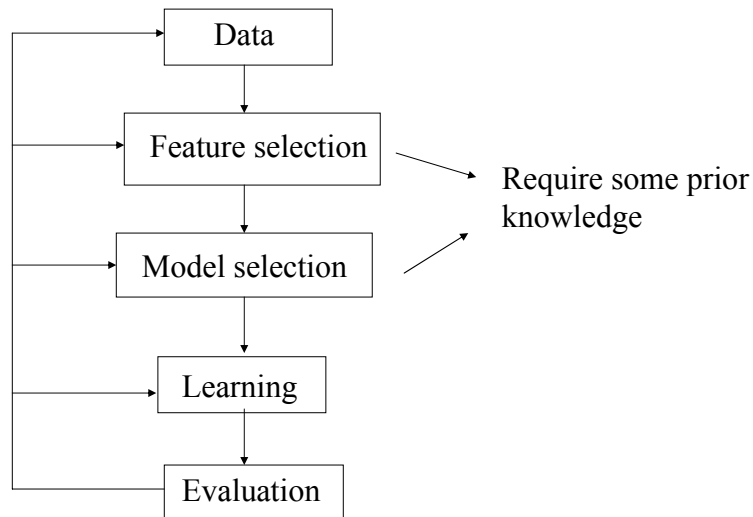 Data
Feature selection
Require some prior
knowledge
Model selection
Learning
Evaluation